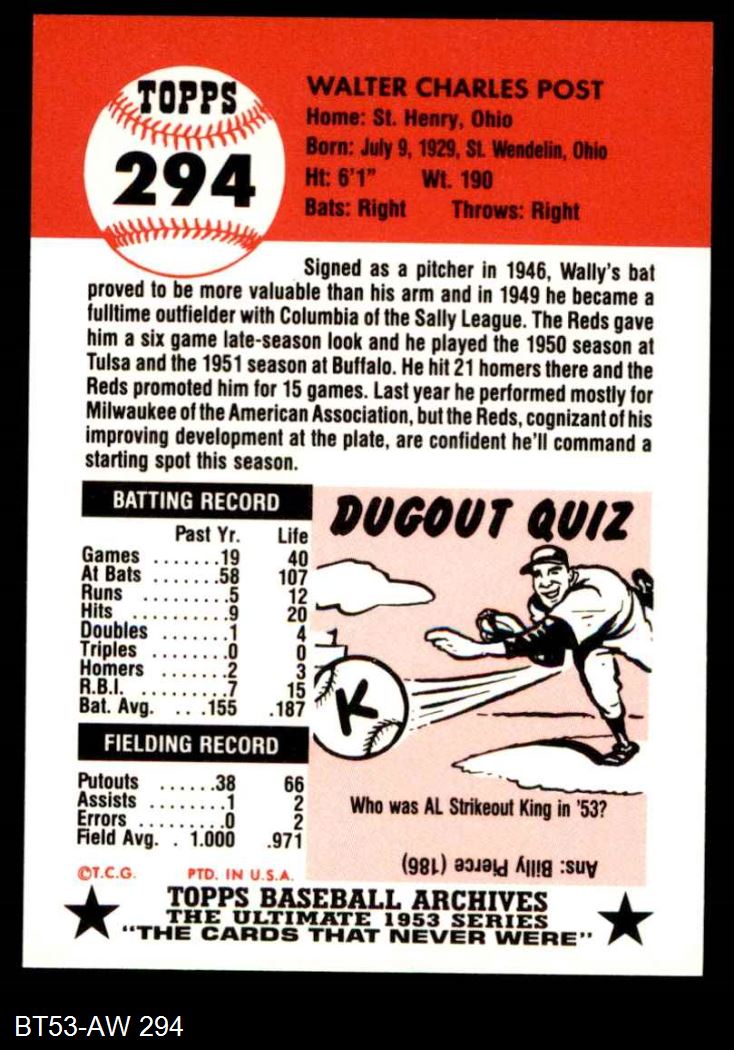 TOPPS
294
WALTER CHARLES POST
Home: St. Henry, Ohio
Born: July 9, 1929, St. Wendelin, Ohio
Ht: 6'1" Wt. 190
Bats: Right Throws: Right
Signed as a pitcher in 1946, Wally's bat
proved to be more valuable than his arm and in 1949 he became a
fulltime outfielder with Columbia of the Sally League. The Reds gave
him a six game late-season look and he played the 1950 season at
Tulsa and the 1951 season at Buffalo. He hit 21 homers there and the
Reds promoted him for 15 games. Last year he performed mostly for
Milwaukee of the American Association, but the Reds, cognizant of his
improving development at the plate, are confident he'll command a
starting spot this season.
BATTING RECORD
Past Yr. Life
Games .......19 40
At Bats .......58 107
Runs .......5 12
Hits .......9 20
Doubles .......1 4
Triples .......0 0
Homers .......2 3
R.B.I. .......7 15
Bat. Avg. . . .155 .187
FIELDING RECORD
Putouts ......38 66
Assists ........1 2
Errors ........0 2
Field Avg. . 1.000 .971
DUGOUT QUIZ
K
Who was AL Strikeout King in '53?
Ans: Billy Pierce (186)
©T.C.G. PTD. IN U.S.A.
TOPPS BASEBALL ARCHIVES
THE ULTIMATE 1953 SERIES
"THE CARDS THAT NEVER WERE"
BT53-AW 294